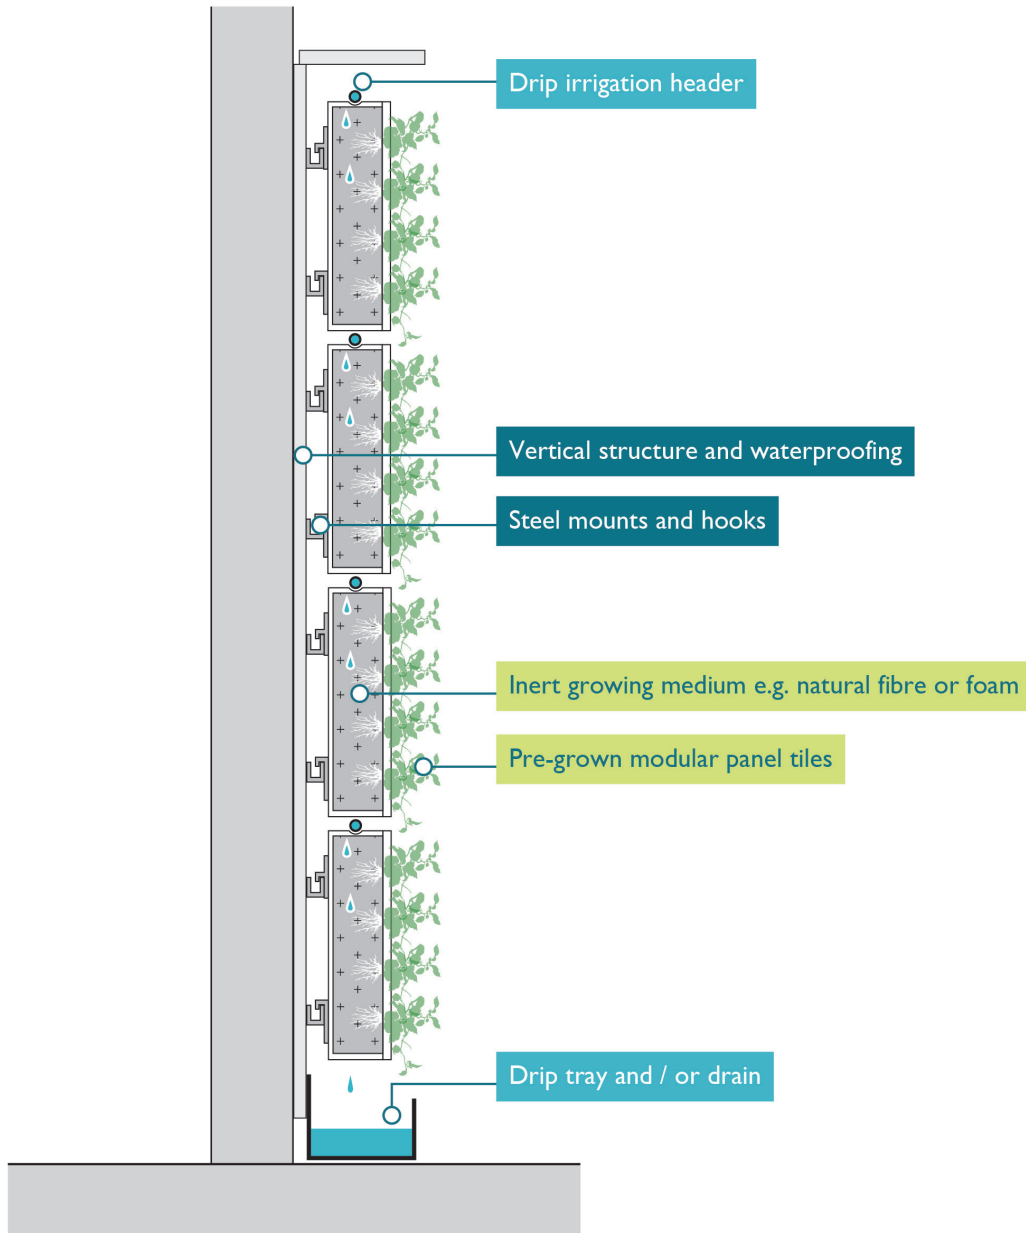 Drip irrigation header
Vertical structure and waterproofing
Steel mounts and hooks
Inert growing medium e.g. natural fibre or foam
Pre-grown modular panel tiles
Drip tray and / or drain